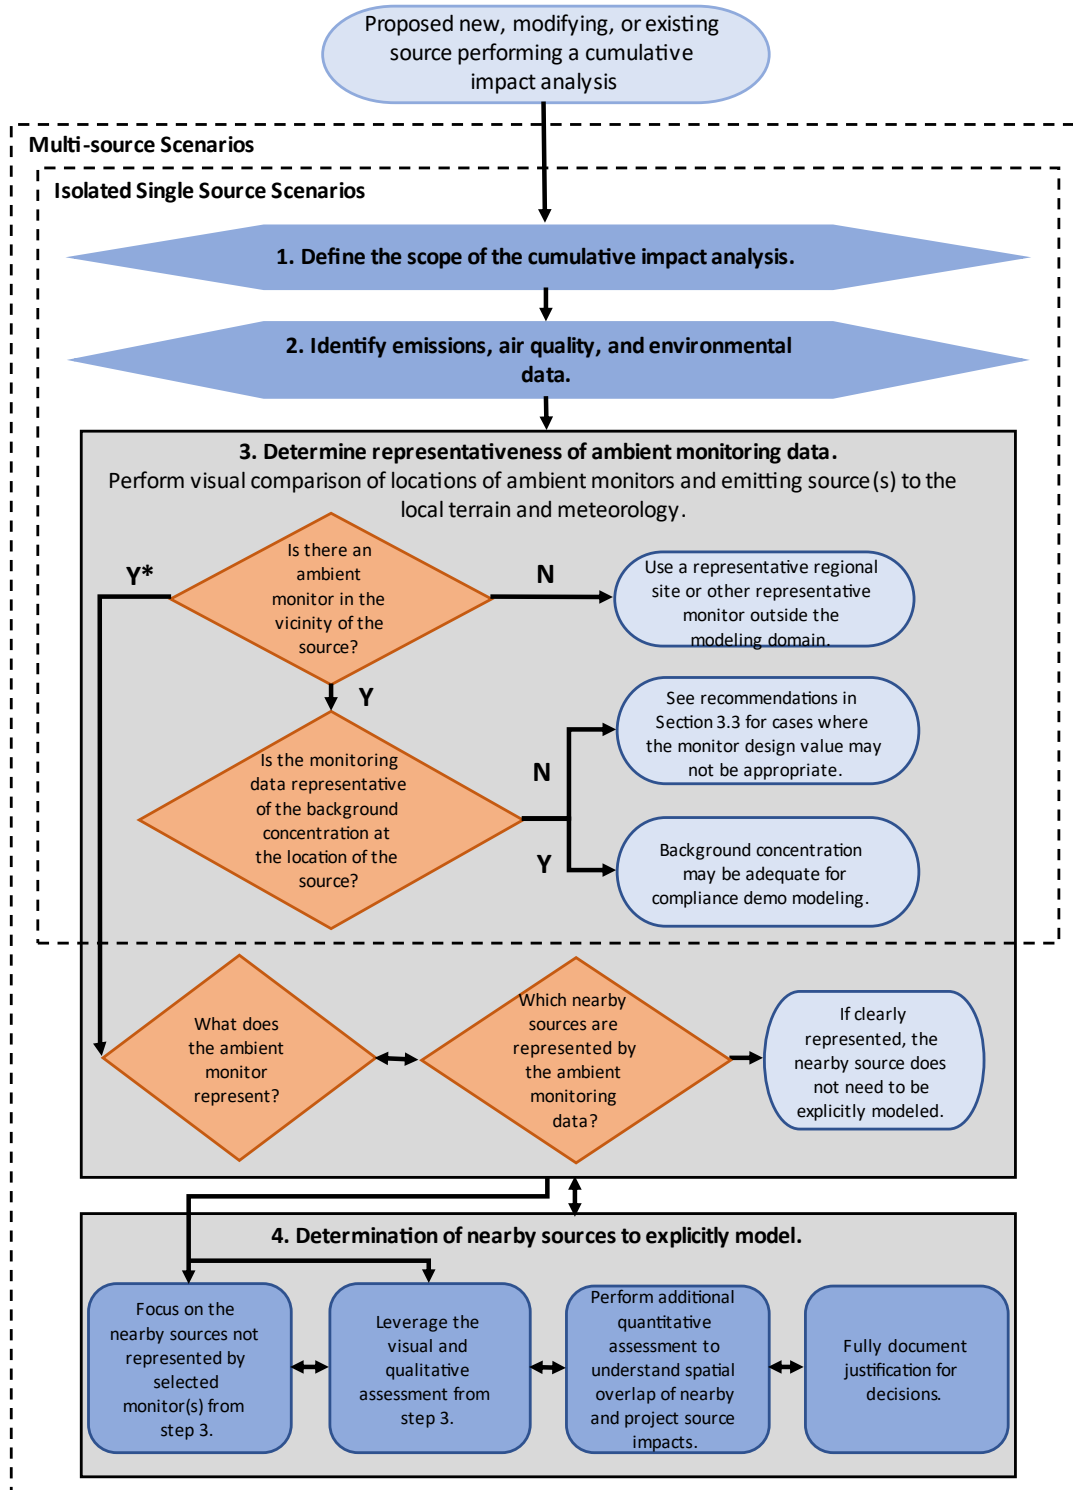 Proposed new, modifying, or existing
source performing a cumulative
impact analysis
Multi-source Scenarios
Isolated Single Source Scenarios
1. Define the scope of the cumulative impact analysis.
2. Identify emissions, air quality, and environmental
data.
3. Determine representativeness of ambient monitoring data.
Perform visual comparison of locations of ambient monitors and emitting source(s) to the
local terrain and meteorology.
Is there an
ambient
monitor in the
vicinity of the
source?
Y*
N
Use a representative regional
site or other representative
monitor outside the
modeling domain.
Y
Is the monitoring
data representative
of the background
concentration at
the location of the
source?
N
See recommendations in
Section 3.3 for cases where
the monitor design value may
not be appropriate.
Y
Background concentration
may be adequate for
compliance demo modeling.
What does
the ambient
monitor
represent?
Which nearby
sources are
represented by
the ambient
monitoring
data?
If clearly
represented, the
nearby source does
not need to be
explicitly modeled.
4. Determination of nearby sources to explicitly model.
Focus on the
nearby sources not
represented by
selected
monitor(s) from
step 3.
Leverage the
visual and
qualitative
assessment from
step 3.
Perform additional
quantitative
assessment to
understand spatial
overlap of nearby
and project source
impacts.
Fully document
justification for
decisions.